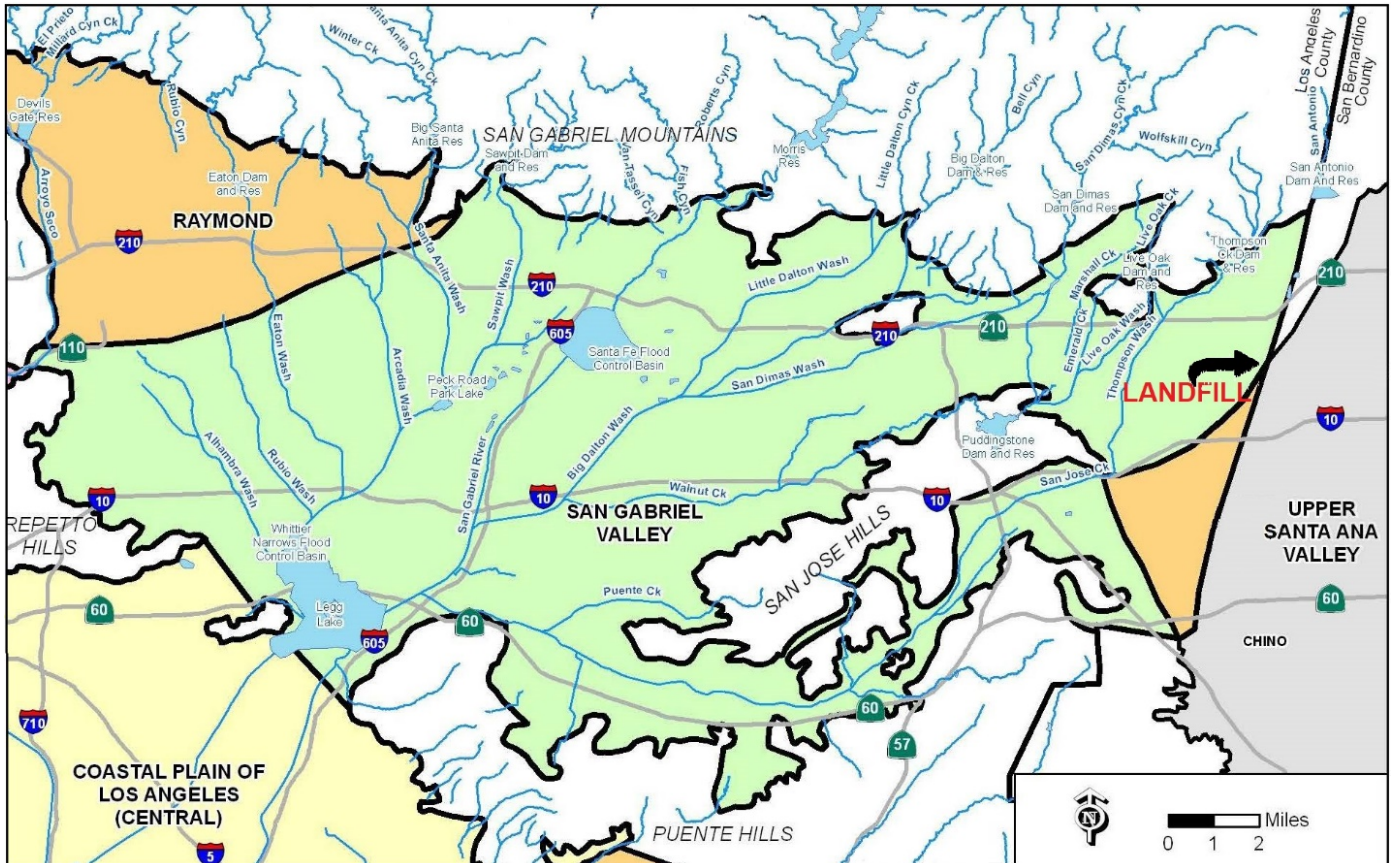 El Prieto
Millard Cyn Ck
Winter Ck
Santa Anita Cyn Ck
Rubio Cyn
Devils
Gate Res
Arroyo Seco
Eaton Dam
and Res
RAYMOND
210
Big Santa
Anita Res
SAN GABRIEL MOUNTAINS
Sawpit Dam
and Res
Van Tassel Cyn
Fish Cyn
Roberts Cyn
Morris
Res
Little Dalton Cyn Ck
Big Dalton
Dam & Res
Bell Cyn
San Dimas Cyn Ck
Wolfskill Cyn
San Dimas
Dam and Res
Los Angeles
County
San Bernardino
County
San Antonio Ck
San Antonio
Dam And Res
Live Oak Ck
Thompson
Ck Dam
& Res
Live Oak
Dam and
Res
Marshall Ck
Emerald Ck
Live Oak Wash
Thompson Wash
210
210
210
210
605
110
Santa Anita Wash
Sawpit Wash
Eaton Wash
Arcadia Wash
Peck Road
Park Lake
Santa Fe Flood
Control Basin
Little Dalton Wash
San Dimas Wash
Big Dalton Wash
San Gabriel River
LANDFILL
Puddingstone
Dam and Res
San Jose Ck
Alhambra Wash
Rubio Wash
10
10
10
10
Walnut Ck
SAN GABRIEL
VALLEY
REPETTO
HILLS
Whittier
Narrows Flood
Control Basin
Legg
Lake
60
605
60
Puente Ck
SAN JOSE HILLS
UPPER
SANTA ANA
VALLEY
60
CHINO
60
57
710
COASTAL PLAIN OF
LOS ANGELES
(CENTRAL)
5
PUENTE HILLS
N
Miles
0 1 2